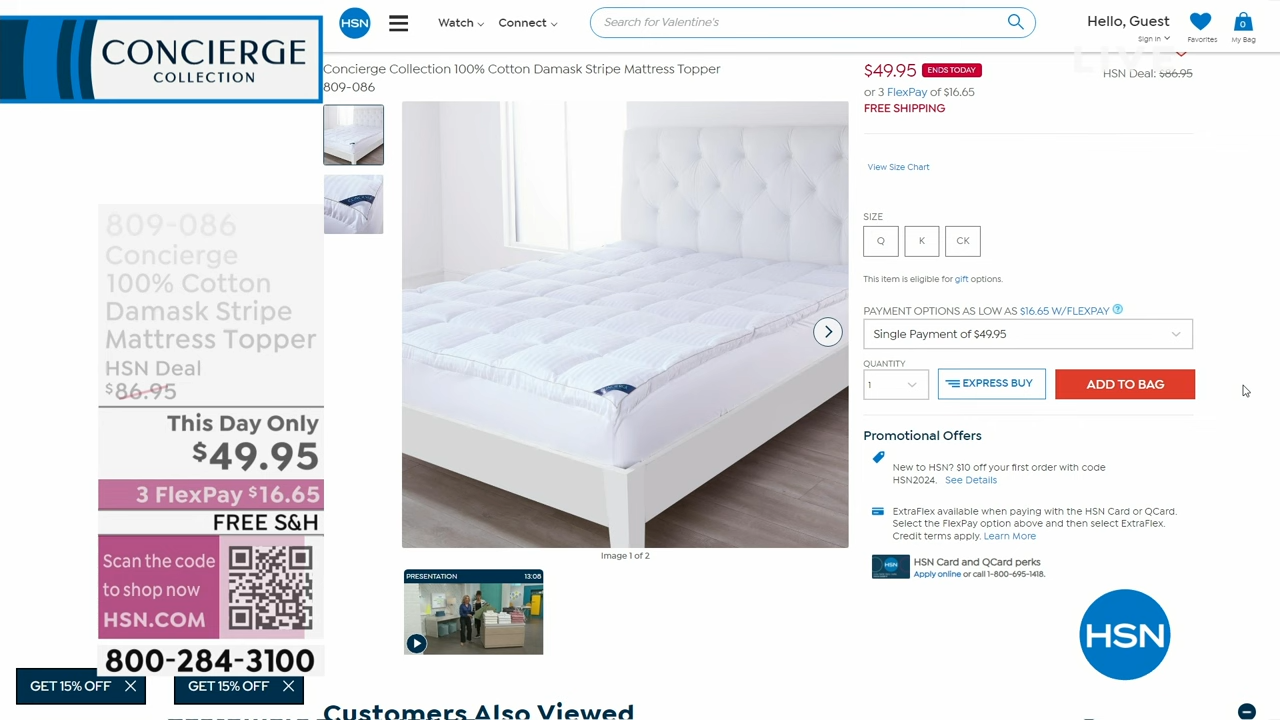 CONCIERGE
COLLECTION
HSN
Watch
Connect
Search for Valentine's
Hello, Guest
Sign In
Favorites
0
My Bag
LIVE
Concierge Collection 100% Cotton Damask Stripe Mattress Topper
809-086
$49.95 ENDS TODAY
HSN Deal: $86.95
or 3 FlexPay of $16.65
FREE SHIPPING
View Size Chart
SIZE
Q K CK
This item is eligible for gift options.
PAYMENT OPTIONS AS LOW AS $16.65 W/FLEXPAY ?
Single Payment of $49.95
QUANTITY
1
EXPRESS BUY
ADD TO BAG
Promotional Offers
New to HSN? $10 off your first order with code
HSN2024. See Details
ExtraFlex available when paying with the HSN Card or QCard.
Select the FlexPay option above and then select ExtraFlex.
Credit terms apply. Learn More
HSN Card and QCard perks
Apply online or call 1-800-695-1418.
Image 1 of 2
PRESENTATION 13:08
809-086
Concierge
100% Cotton
Damask Stripe
Mattress Topper
HSN Deal
$86.95
This Day Only
$49.95
3 FlexPay $16.65
FREE S&H
Scan the code
to shop now
HSN.COM
800-284-3100
GET 15% OFF
GET 15% OFF
HSN
Customers Also Viewed